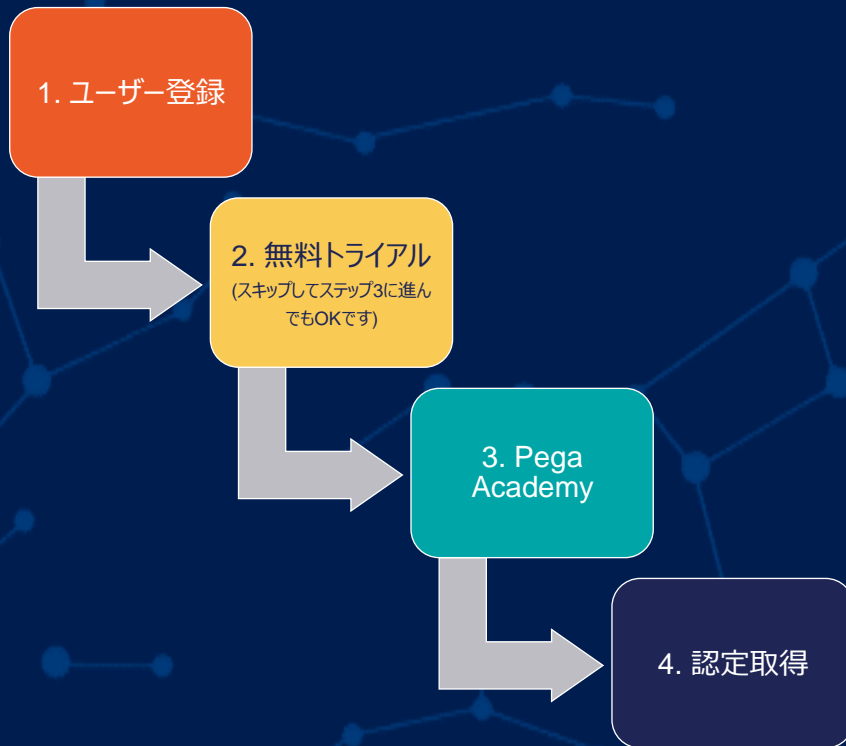 1. ユーザー登録
2. 無料トライアル
(スキップしてステップ3に進ん
でもOKです)
3. Pega
Academy
4. 認定取得